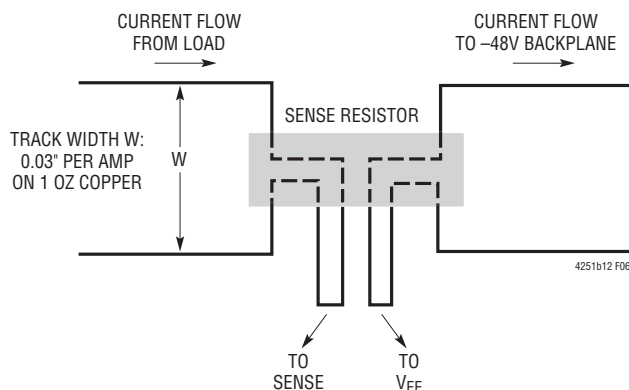 CURRENT FLOW
FROM LOAD
CURRENT FLOW
TO –48V BACKPLANE
SENSE RESISTOR
TRACK WIDTH W:
0.03" PER AMP
ON 1 OZ COPPER
W
4251b12 F06
TO
SENSE
TO
VEE